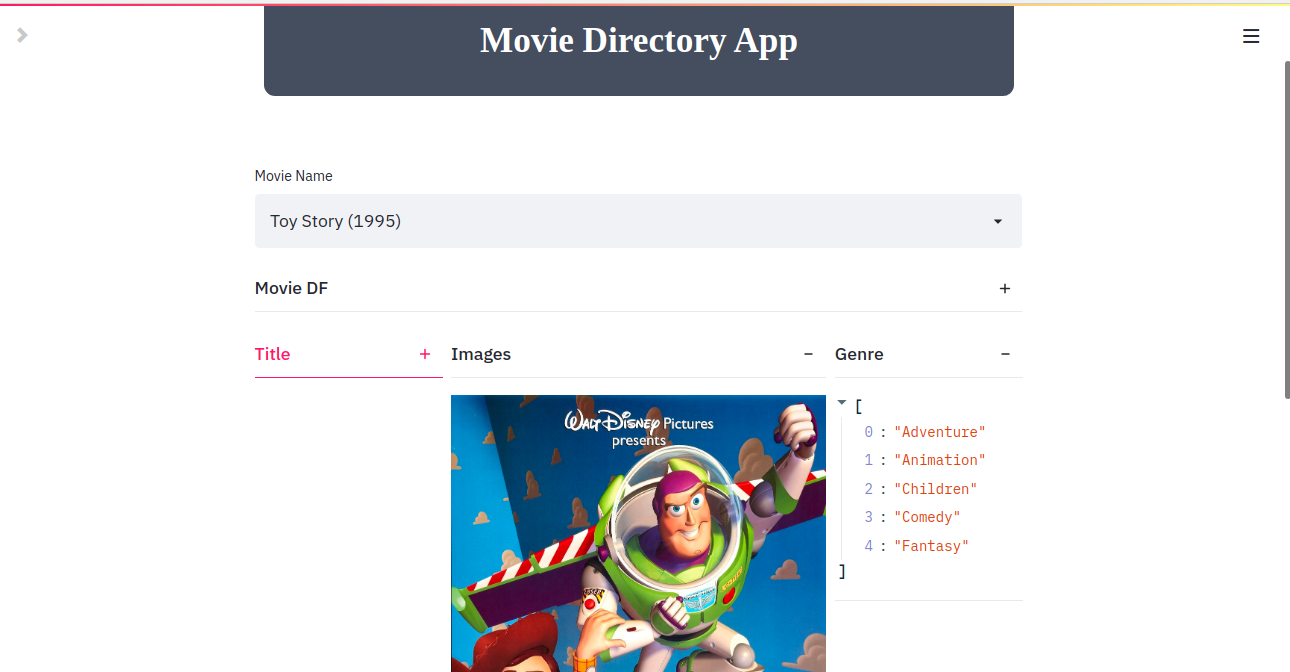 Movie Directory App
Movie Name
Toy Story (1995)
Movie DF +
Title +
Images −
Genre −
WALT DISNEY Pictures
presents
[
0 : "Adventure"
1 : "Animation"
2 : "Children"
3 : "Comedy"
4 : "Fantasy"
]